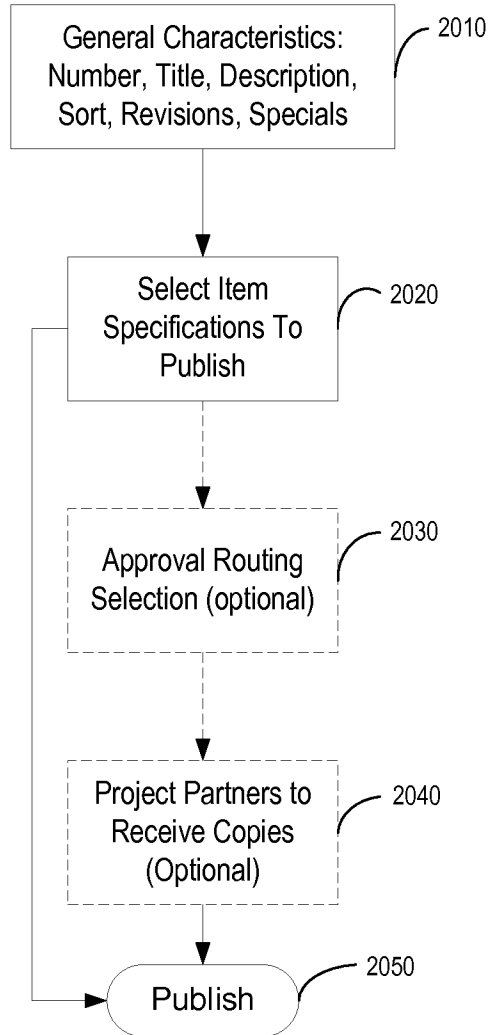 General Characteristics:
Number, Title, Description,
Sort, Revisions, Specials
2010
Select Item
Specifications To
Publish
2020
Approval Routing
Selection (optional)
2030
Project Partners to
Receive Copies
(Optional)
2040
Publish
2050